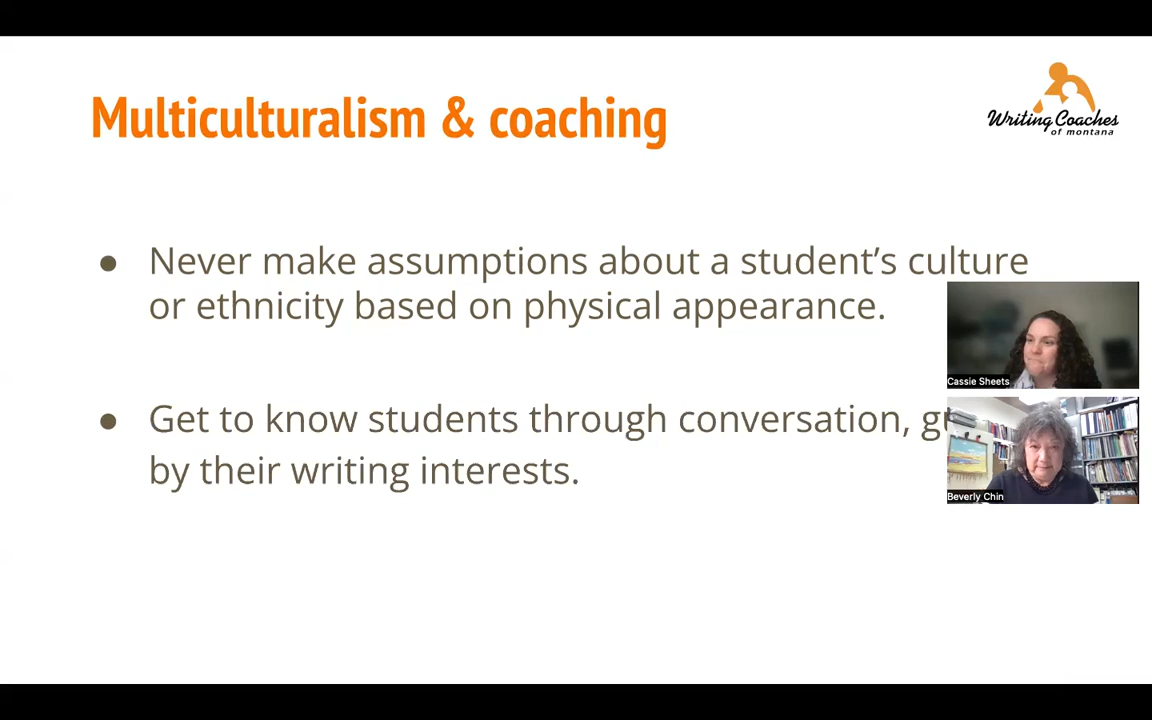 Multiculturalism & coaching
Writing Coaches
of montana
● Never make assumptions about a student’s culture
or ethnicity based on physical appearance.
● Get to know students through conversation,
by their writing interests.
Cassie Sheets
Beverly Chin